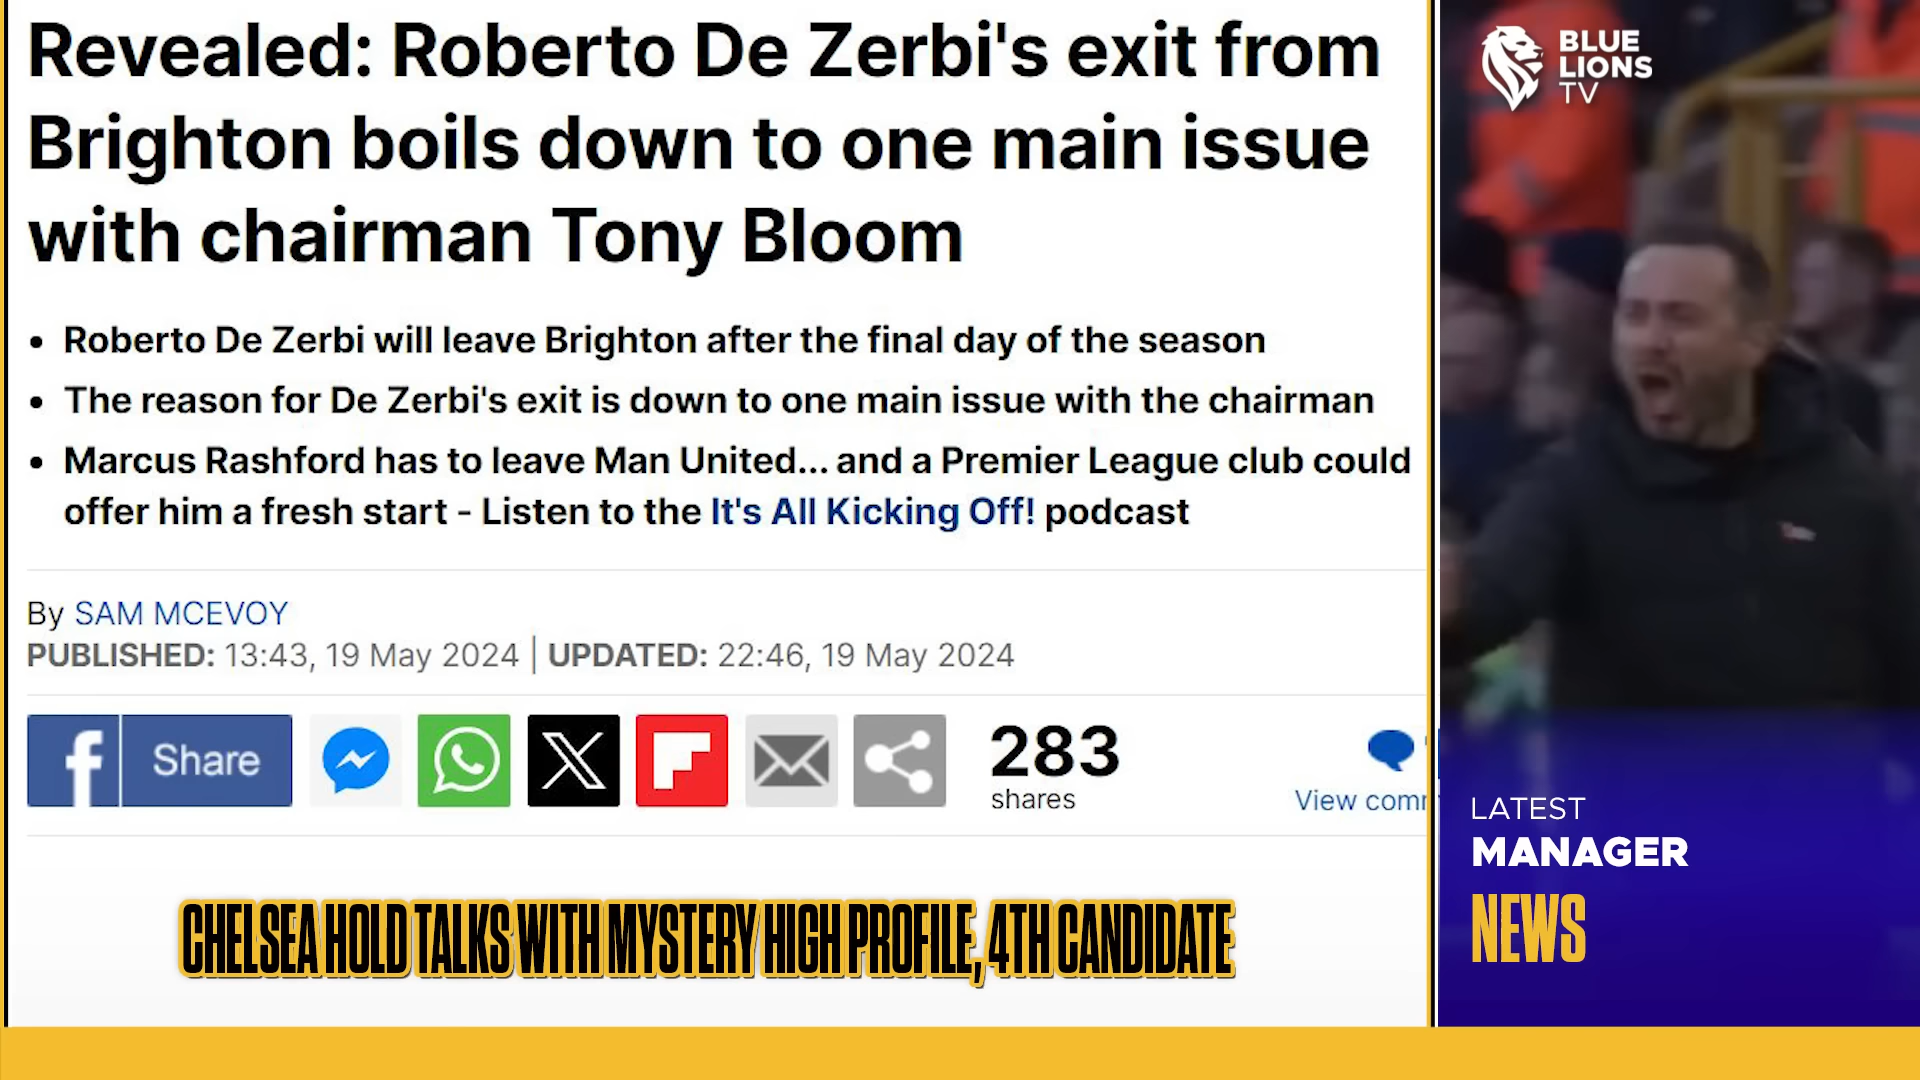 Revealed: Roberto De Zerbi's exit from
Brighton boils down to one main issue
with chairman Tony Bloom
• Roberto De Zerbi will leave Brighton after the final day of the season
• The reason for De Zerbi's exit is down to one main issue with the chairman
• Marcus Rashford has to leave Man United... and a Premier League club could
offer him a fresh start - Listen to the It's All Kicking Off! podcast
By SAM MCEVOY
PUBLISHED: 13:43, 19 May 2024 | UPDATED: 22:46, 19 May 2024
Share
283
shares
View
CHELSEA HOLD TALKS WITH MYSTERY HIGH PROFILE, 4TH CANDIDATE
BLUE
LIONS
TV
LATEST
MANAGER
NEWS